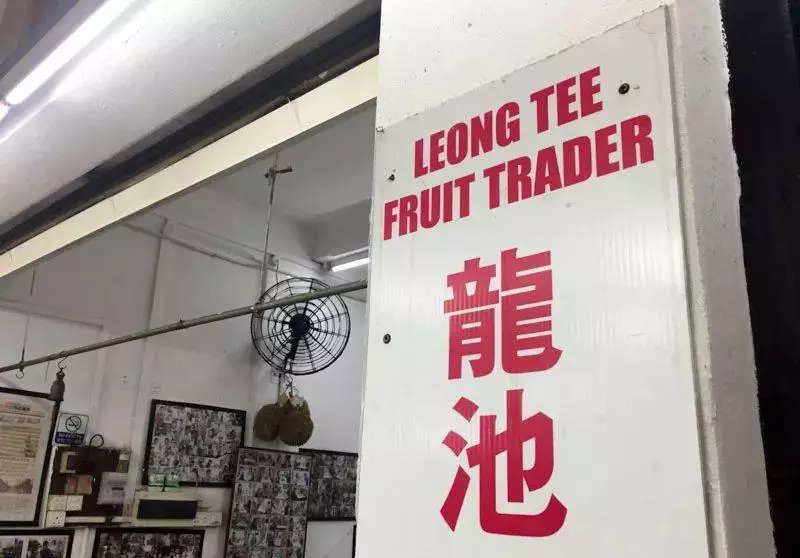 LEONG TEE
FRUIT TRADER
龍
池